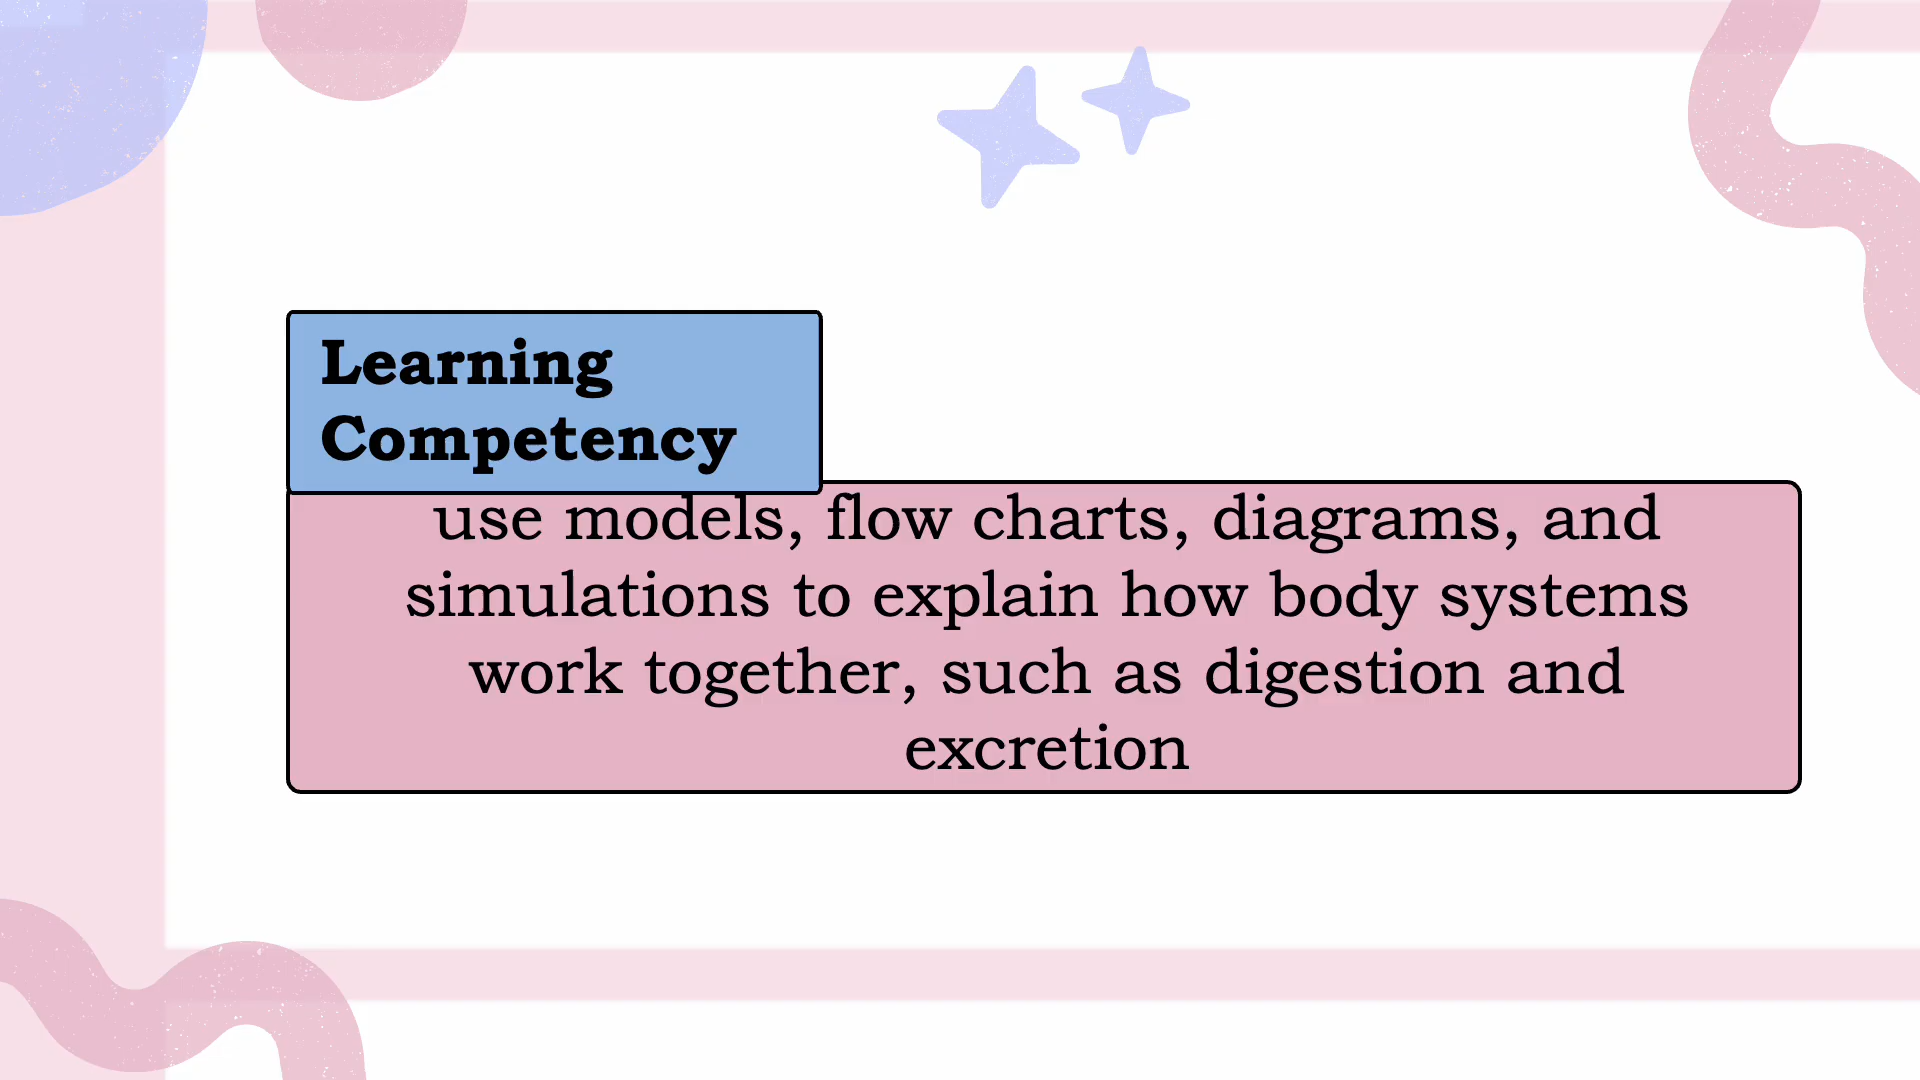 Learning
Competency
use models, flow charts, diagrams, and
simulations to explain how body systems
work together, such as digestion and
excretion